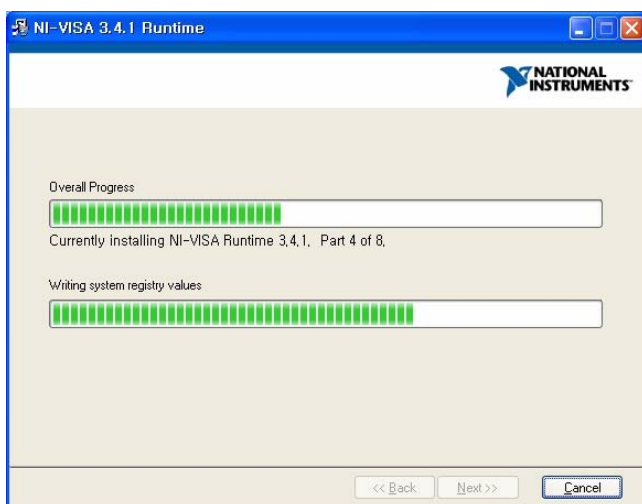 NI-VISA 3.4.1 Runtime
NATIONAL
INSTRUMENTS
Overall Progress
Currently installing NI-VISA Runtime 3,4,1, Part 4 of 8,
Writing system registry values
<< Back
Next >>
Cancel